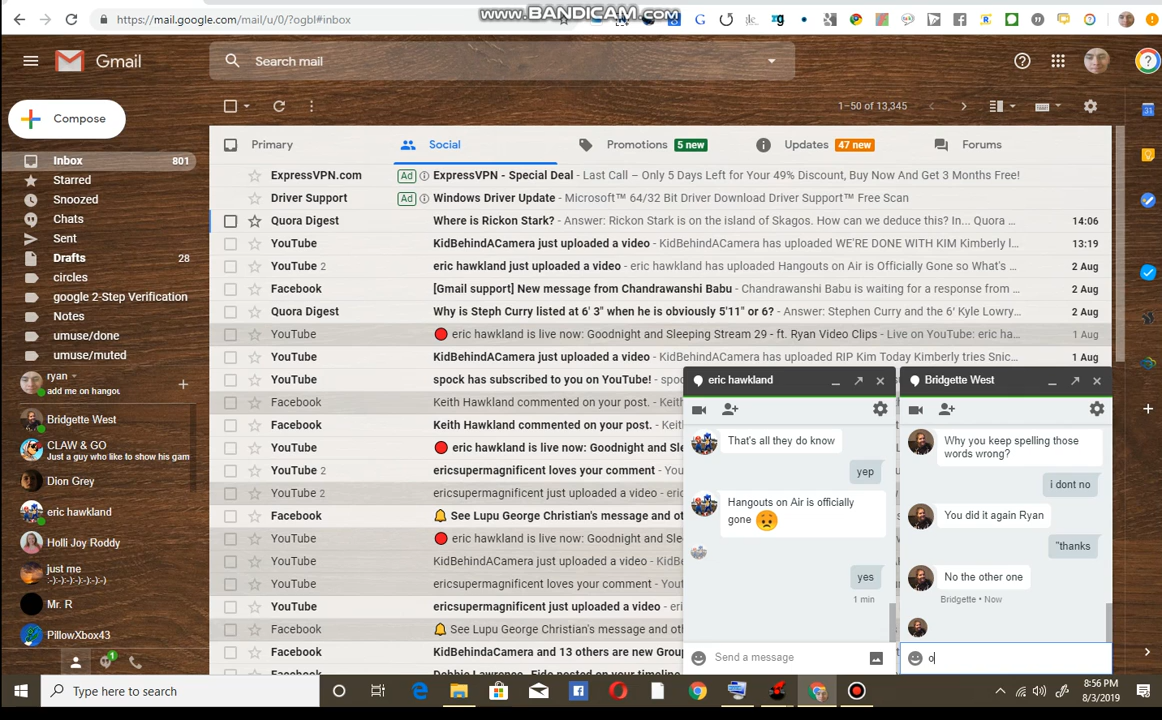 https://mail.google.com/mail/u/0/?ogbl#inbox
www.BANDICAM.com
Gmail
Search mail
Compose
1–50 of 13,345
Inbox 801
Starred
Snoozed
Chats
Sent
Drafts 28
circles
google 2-Step Verification
Notes
umuse/done
umuse/muted
ryan
add me on hangou
Bridgette West
CLAW & GO
Just a guy who like to show his gam
Dion Grey
eric hawkland
Holli Joy Roddy
just me
:-):-):-):-):-):-)
Mr. R
PillowXbox43
1
Primary Social Promotions 5 new Updates 47 new Forums
ExpressVPN.com Ad ExpressVPN - Special Deal - Last Call – Only 5 Days Left for Your 49% Discount, Buy Now And Get 3 Months Free!
Driver Support Ad Windows Driver Update - Microsoft™ 64/32 Bit Driver Download Driver Support™ Free Scan
Quora Digest Where is Rickon Stark? - Answer: Rickon Stark is on the island of Skagos. How can we deduce this? In... Quora ... 14:06
YouTube KidBehindACamera just uploaded a video - KidBehindACamera has uploaded WE'RE DONE WITH KIM Kimberly l... 13:19
YouTube 2 eric hawkland just uploaded a video - eric hawkland has uploaded Hangouts on Air is Officially Gone so What's ... 2 Aug
Facebook [Gmail support] New message from Chandrawanshi Babu - Chandrawanshi Babu is waiting for a response from ... 2 Aug
Quora Digest Why is Steph Curry listed at 6' 3" when he is obviously 5'11" or 6? - Answer: Stephen Curry and the 6' Kyle Lowry... 2 Aug
YouTube eric hawkland is live now: Goodnight and Sleeping Stream 29 - ft. Ryan Video Clips - Live on YouTube: eric ha... 1 Aug
YouTube KidBehindACamera just uploaded a video - KidBehindACamera has uploaded RIP Kim Today Kimberly tries Snic... 1 Aug
YouTube spock has subscribed to you on YouTube! - spo
Facebook Keith Hawkland commented on your post. - Keith
Facebook Keith Hawkland commented on your post. - Keit
YouTube eric hawkland is live now: Goodnight and Sl
YouTube 2 ericsupermagnificent loves your comment - You
YouTube 2 ericsupermagnificent just uploaded a video - eric
Facebook See Lupu George Christian's message and ot
Facebook eric hawkland is live now: Goodnight and Sle
YouTube ericsupermagnificent just uploaded a video - eric
YouTube ericsupermagnificent loves your comment - You
YouTube ericsupermagnificent just uploaded a video - eri
Facebook See Lupu George Christian's message and ot
Facebook KidBehindACamera and 13 others are new Group
Debbie Lawrence
eric hawkland
That's all they do know
yep
Hangouts on Air is officially
gone
yes
1 min
Send a message
Bridgette West
Why you keep spelling those
words wrong?
i dont no
You did it again Ryan
"thanks
No the other one
Bridgette • Now
o
Type here to search
8:56 PM
8/3/2019